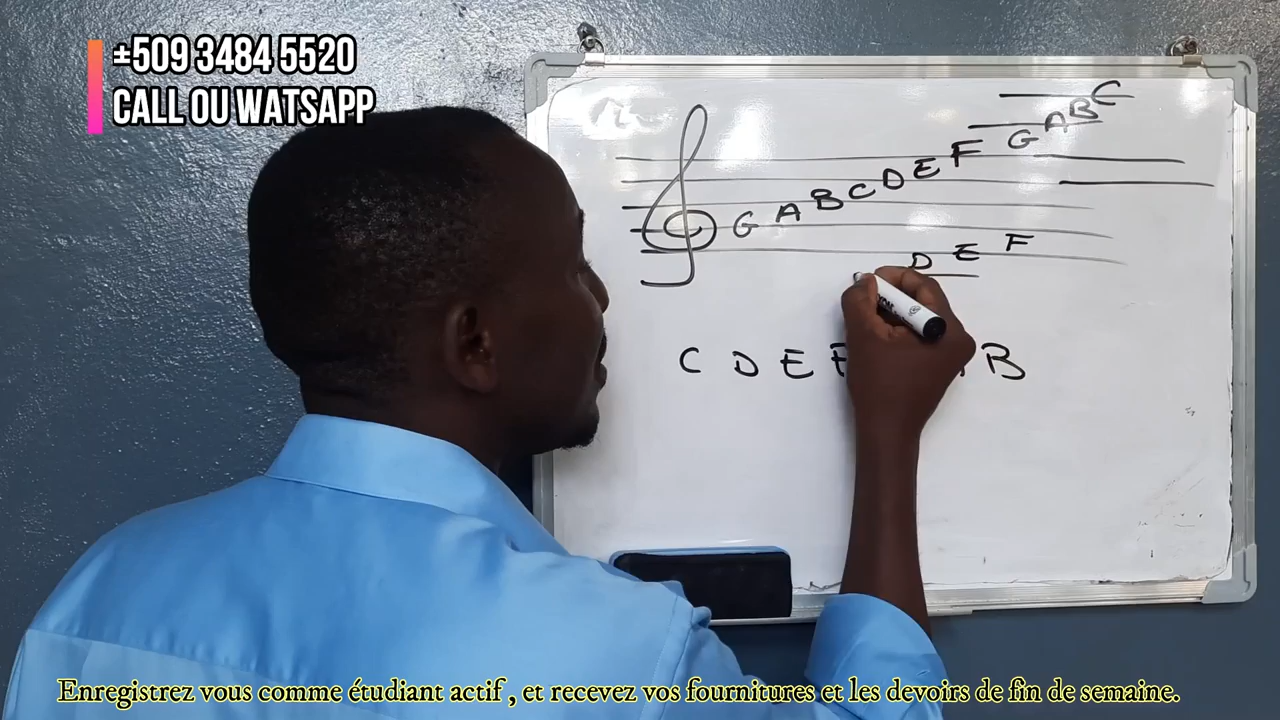 ±509 3484 5520
CALL OU WATSAPP
G A B C D E F G A B C
D E F
C D E F B
Enregistrez vous comme étudiant actif , et recevez vos fournitures et les devoirs de fin de semaine.